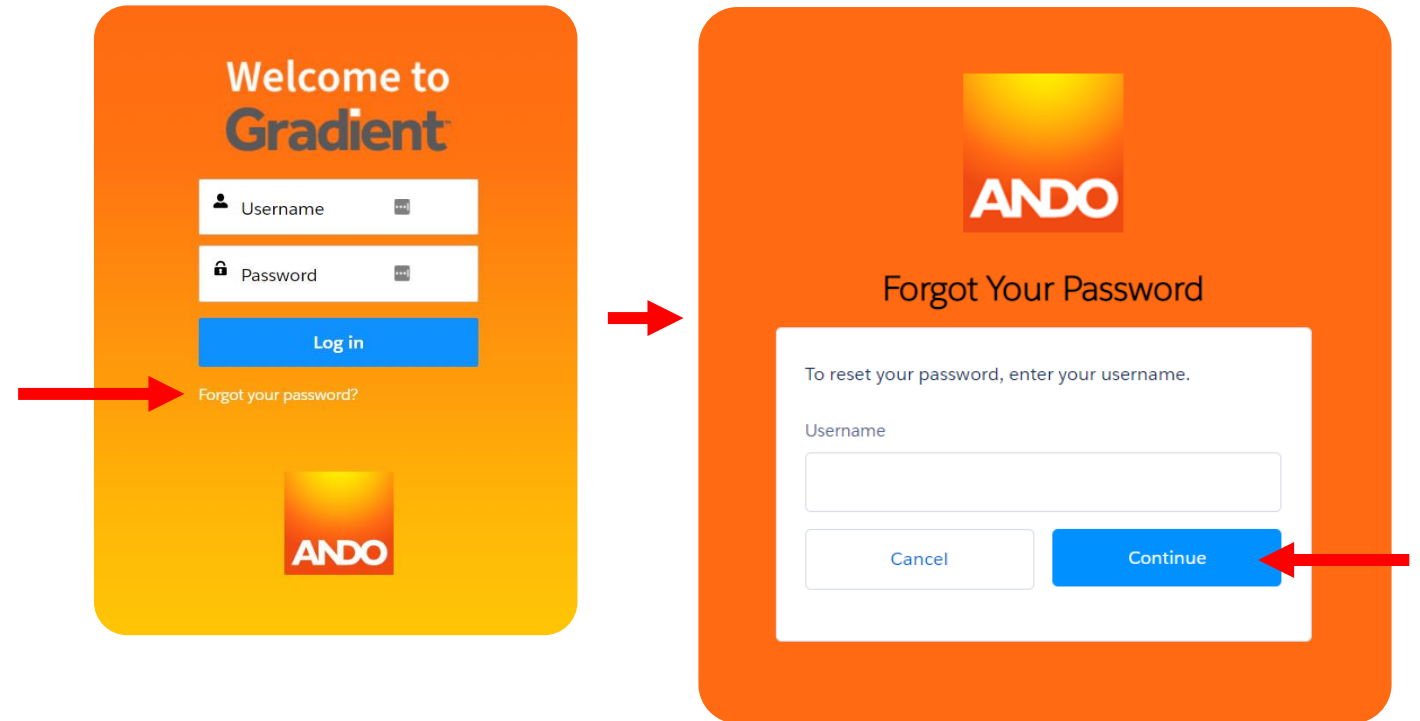 Welcome to
Gradient™
Username
Password
Log in
Forgot your password?
ANDO
ANDO
Forgot Your Password
To reset your password, enter your username.
Username
Cancel
Continue